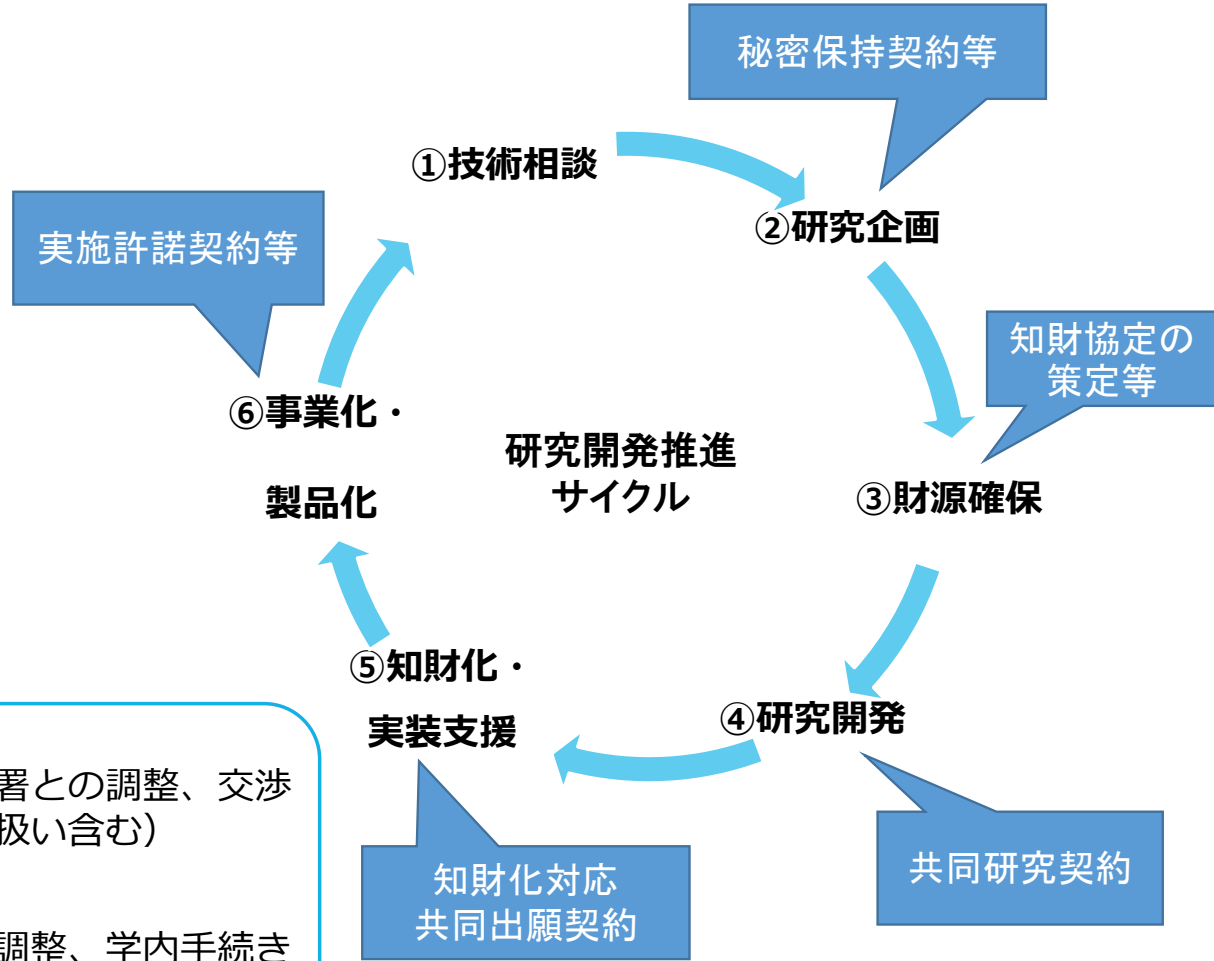 秘密保持契約等
①技術相談
②研究企画
実施許諾契約等
知財協定の
策定等
⑥事業化・
製品化
研究開発推進
サイクル
③財源確保
⑤知財化・
実装支援
④研究開発
署との調整、交渉
扱い含む）
知財化対応
共同出願契約
共同研究契約
調整、学内手続き